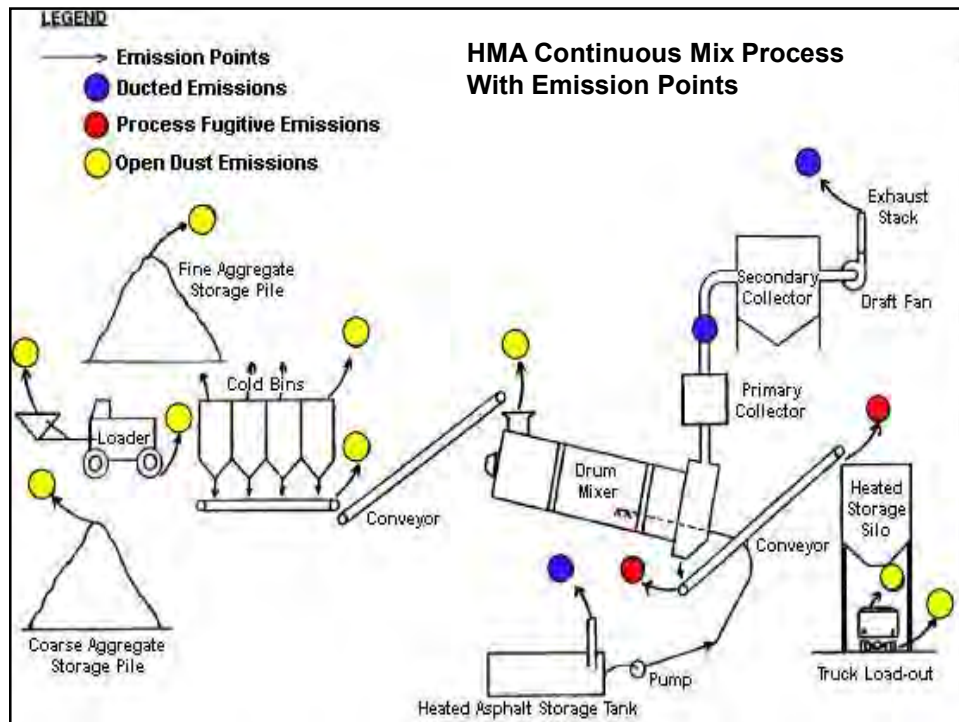 LEGEND
Emission Points
Ducted Emissions
Process Fugitive Emissions
Open Dust Emissions
HMA Continuous Mix Process
With Emission Points
Fine Aggregate
Storage Pile
Exhaust
Stack
Secondary
Collector
Draft Fan
Cold Bins
Primary
Collector
Loader
Drum
Mixer
Heated
Storage
Silo
Conveyor
Conveyor
Coarse Aggregate
Storage Pile
Pump
Truck Load-out
Heated Asphalt Storage Tank